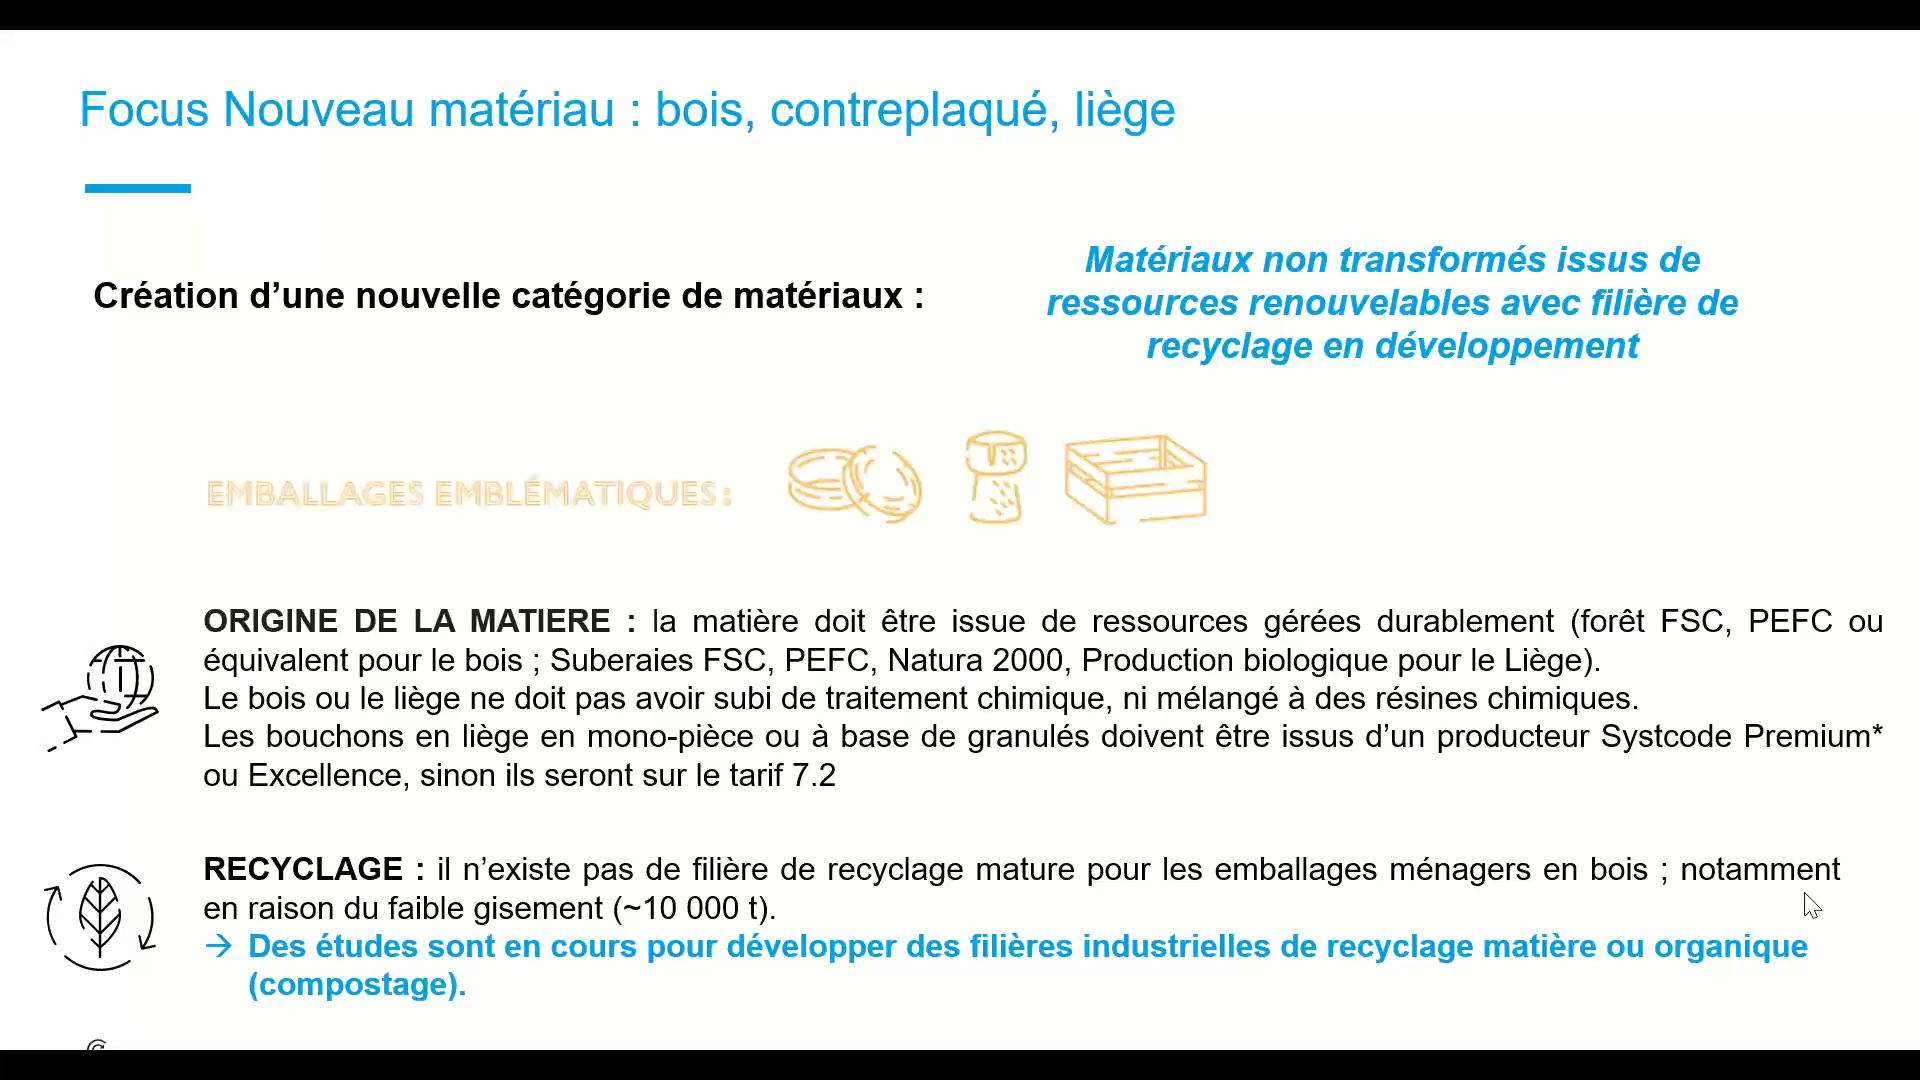 Focus Nouveau matériau : bois, contreplaqué, liège
Création d’une nouvelle catégorie de matériaux :
Matériaux non transformés issus de
ressources renouvelables avec filière de
recyclage en développement
EMBALLAGES EMBLÉMATIQUES :
ORIGINE DE LA MATIERE : la matière doit être issue de ressources gérées durablement (forêt FSC, PEFC ou
équivalent pour le bois ; Suberaies FSC, PEFC, Natura 2000, Production biologique pour le Liège).
Le bois ou le liège ne doit pas avoir subi de traitement chimique, ni mélangé à des résines chimiques.
Les bouchons en liège en mono-pièce ou à base de granulés doivent être issus d’un producteur Systcode Premium*
ou Excellence, sinon ils seront sur le tarif 7.2
RECYCLAGE : il n’existe pas de filière de recyclage mature pour les emballages ménagers en bois ; notamment
en raison du faible gisement (~10 000 t).
→ Des études sont en cours pour développer des filières industrielles de recyclage matière ou organique
(compostage).